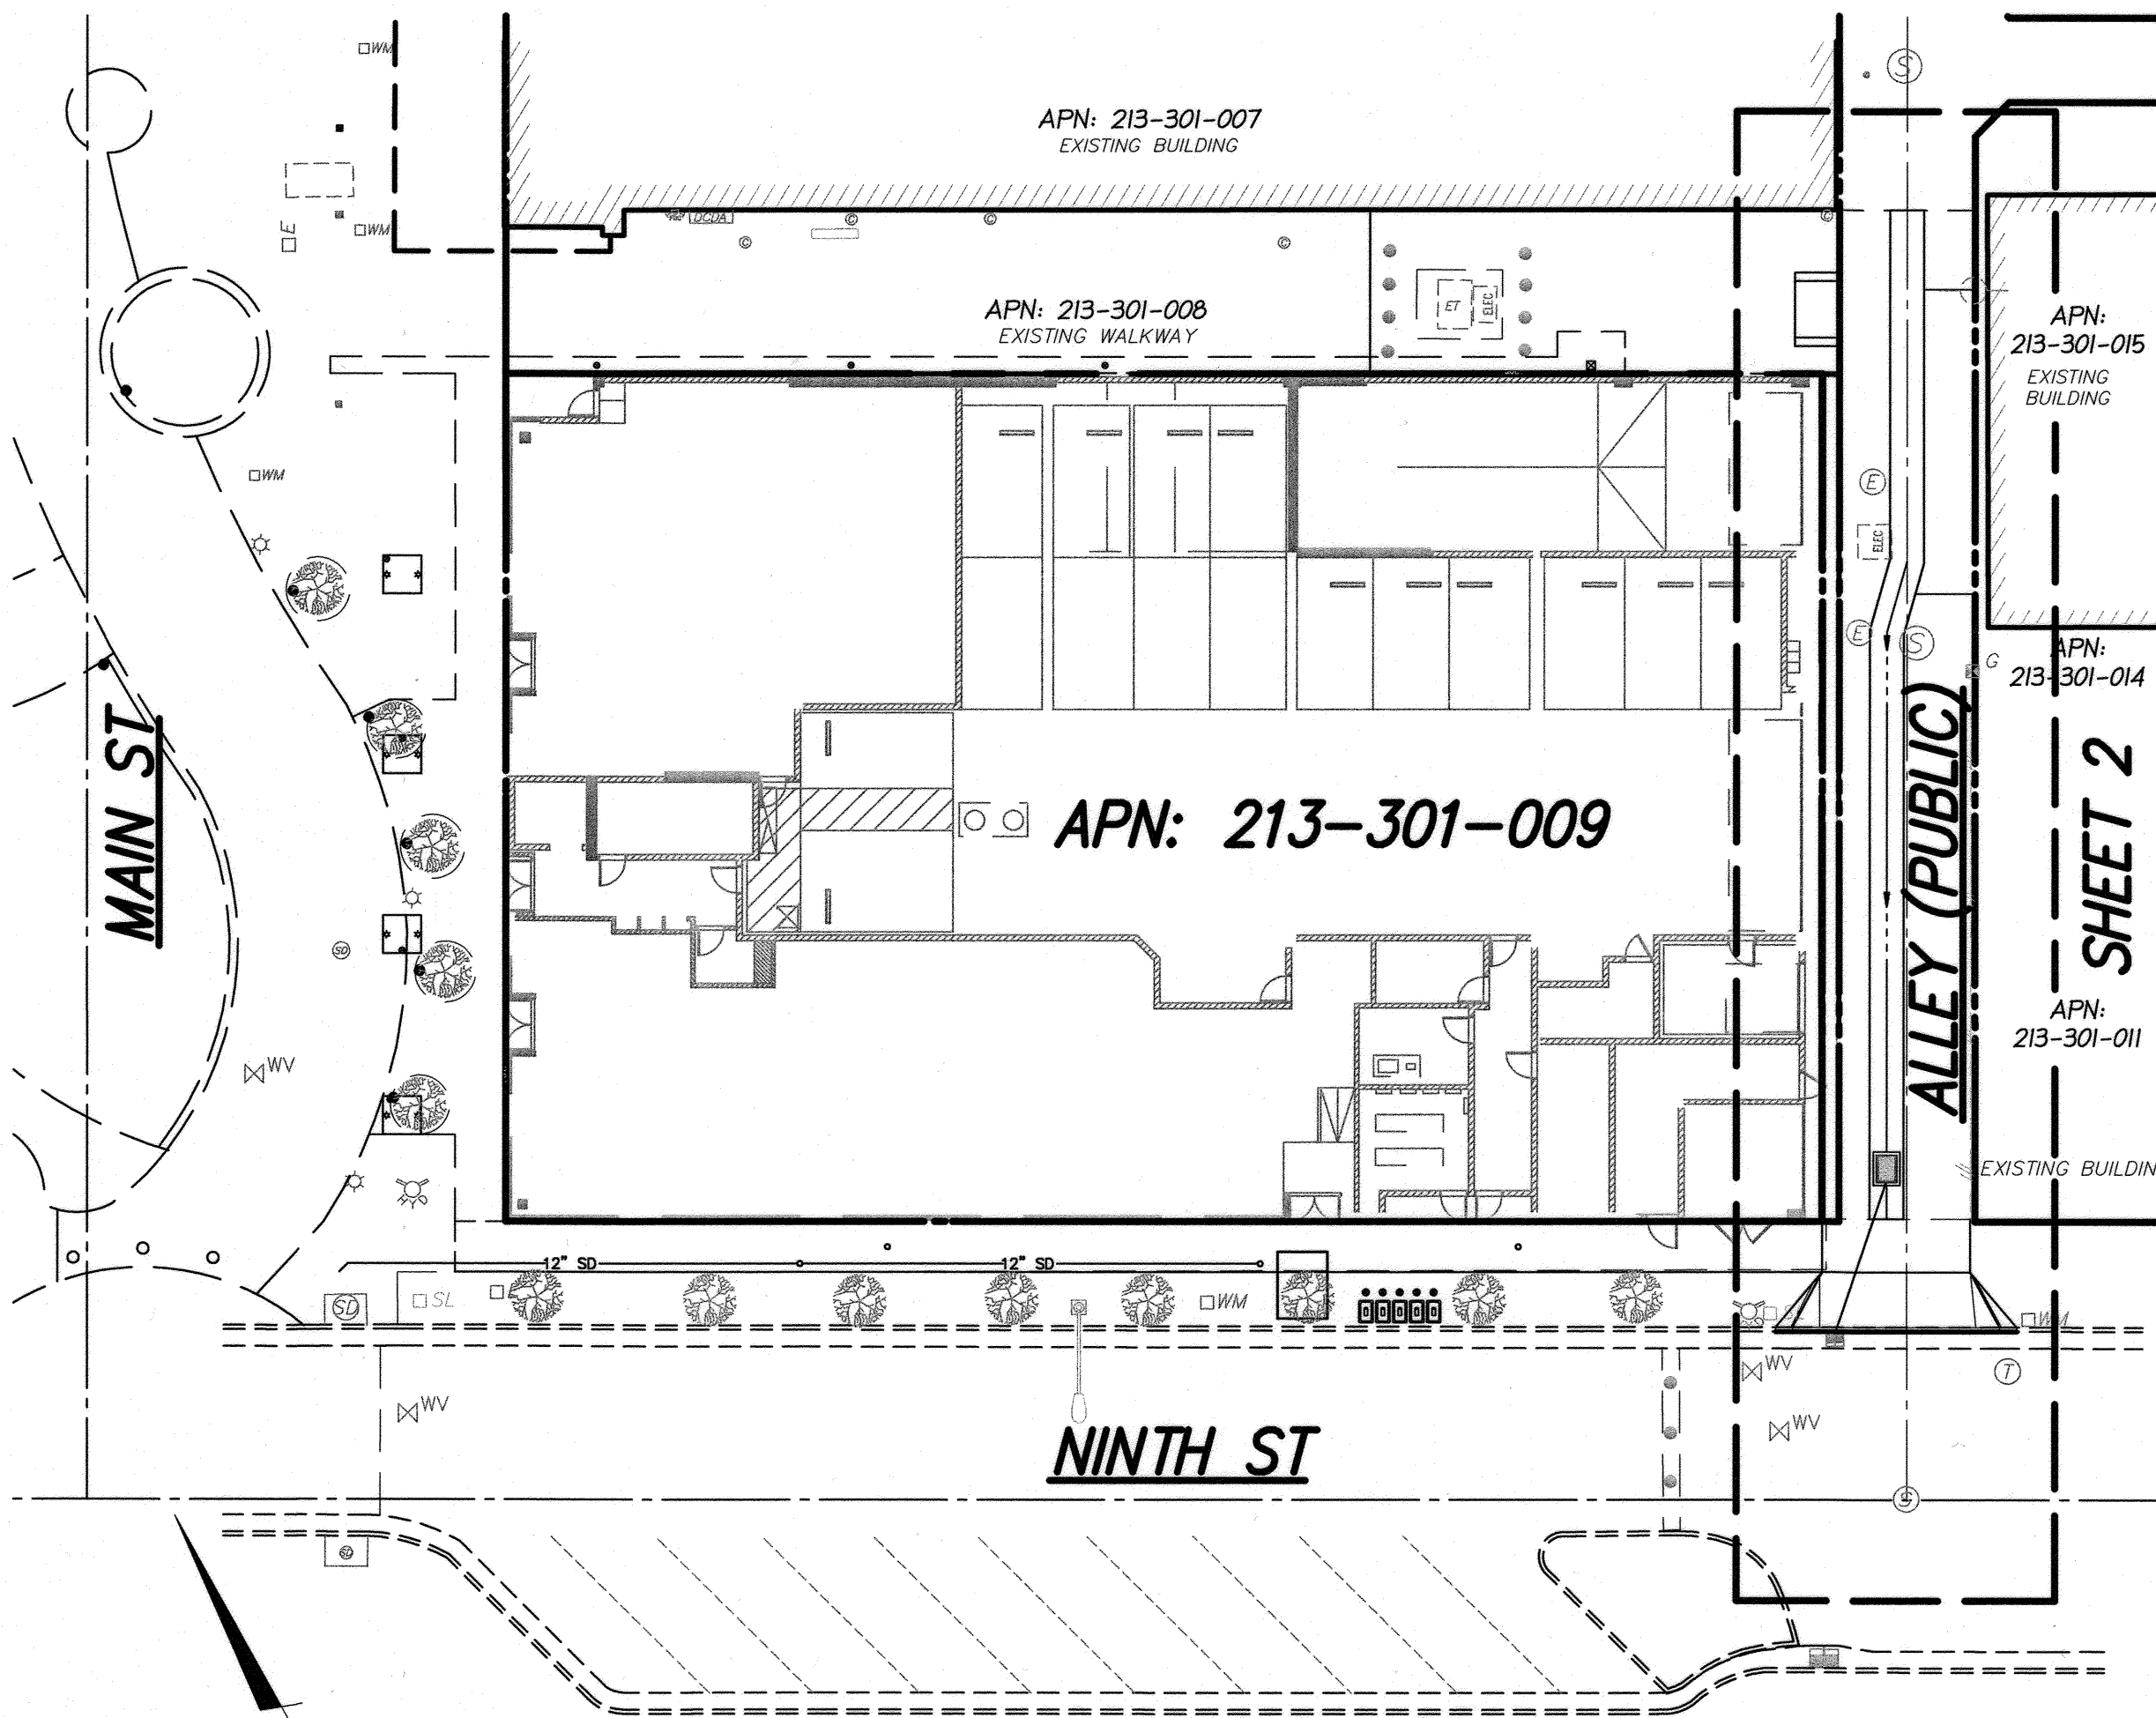 WM
S
APN: 213-301-007
EXISTING BUILDING
DCDA
C
C
C
C
C
E
WM
APN: 213-301-008
EXISTING WALKWAY
ET
ELEC
APN:
213-301-015
EXISTING
BUILDING
WM
E
ELEC
E
S
G
APN:
213-301-014
MAIN ST
APN: 213-301-009
ALLEY (PUBLIC)
SHEET 2
SD
APN:
213-301-011
WV
EXISTING BUILDIN
12" SD
12" SD
SD
SL
WM
WM
WV
T
WV
WV
NINTH ST
S
SD